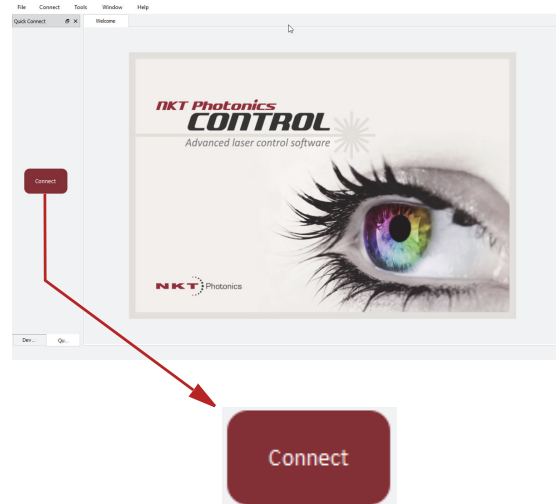 File Connect Tools Window Help
Quick Connect
Welcome
NKT Photonics
CONTROL
Advanced laser control software
Connect
NKT Photonics
Dev... Qu...
Connect